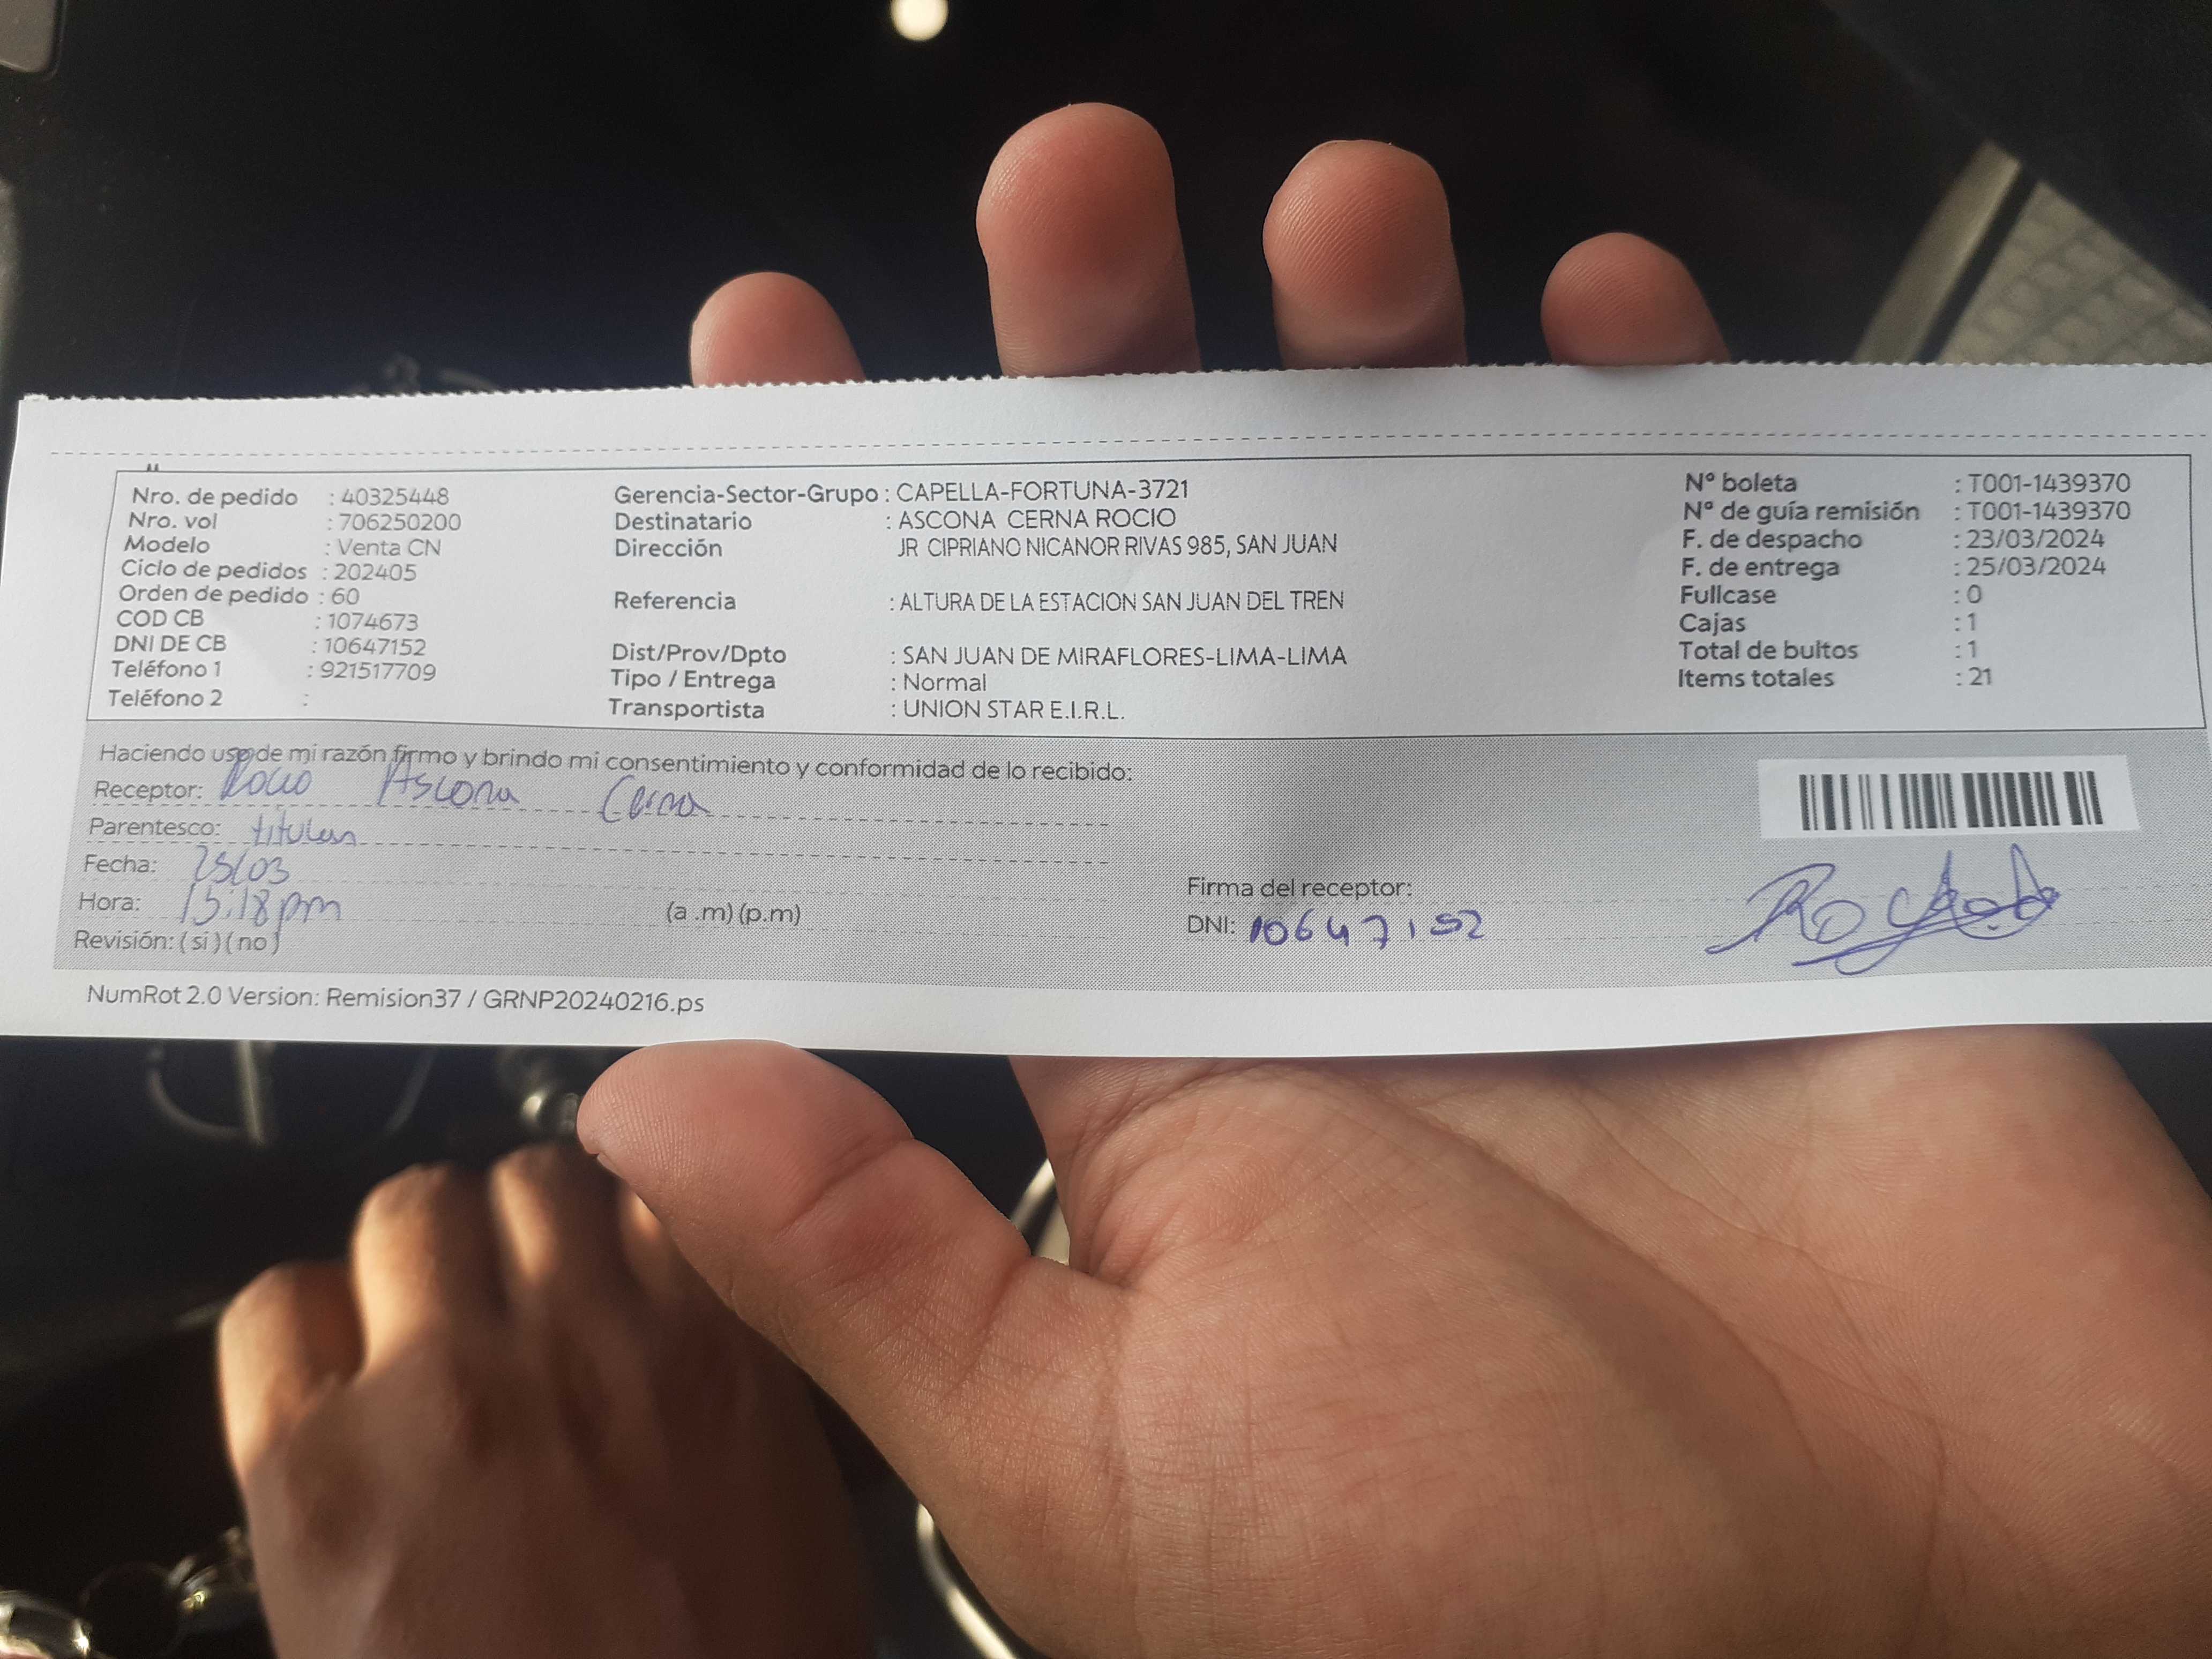 Nro. de pedido : 40325448
Nro. vol : 706250200
Modelo : Venta CN
Ciclo de pedidos : 202405
Orden de pedido : 60
COD CB : 1074673
DNI DE CB : 10647152
Teléfono 1 : 921517709
Teléfono 2 :
Gerencia-Sector-Grupo : CAPELLA-FORTUNA-3721
Destinatario : ASCONA CERNA ROCIO
Dirección JR CIPRIANO NICANOR RIVAS 985, SAN JUAN
Referencia : ALTURA DE LA ESTACION SAN JUAN DEL TREN
Dist/Prov/Dpto : SAN JUAN DE MIRAFLORES-LIMA-LIMA
Tipo / Entrega : Normal
Transportista : UNION STAR E.I.R.L.
Nº boleta : T001-1439370
Nº de guía remisión : T001-1439370
F. de despacho : 23/03/2024
F. de entrega : 25/03/2024
Fullcase : 0
Cajas : 1
Total de bultos : 1
Items totales : 21
Haciendo uso de mi razón firmo y brindo mi consentimiento y conformidad de lo recibido:
Receptor: Rocio Ascona Cerna
Parentesco: titular
Fecha: 25/03
Hora: 15:18 pm (a .m) (p.m)
Revisión: ( si ) ( no )
Firma del receptor:
DNI: 10647152
NumRot 2.0 Version: Remision37 / GRNP20240216.ps